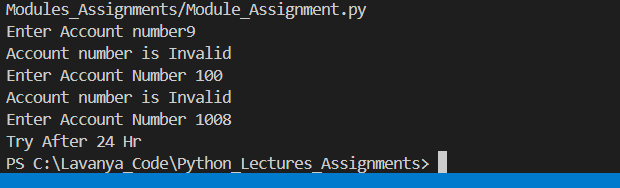 Modules_Assignments/Module_Assignment.py
Enter Account number9
Account number is Invalid
Enter Account Number 100
Account number is Invalid
Enter Account Number 1008
Try After 24 Hr
PS C:\Lavanya_Code\Python_Lectures_Assignments>